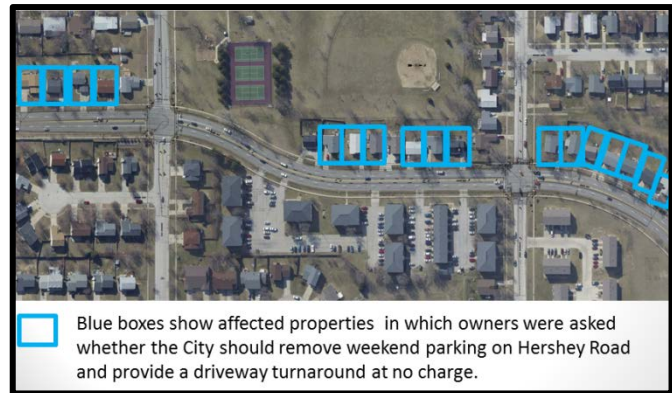 Blue boxes show affected properties in which owners were asked
whether the City should remove weekend parking on Hershey Road
and provide a driveway turnaround at no charge.